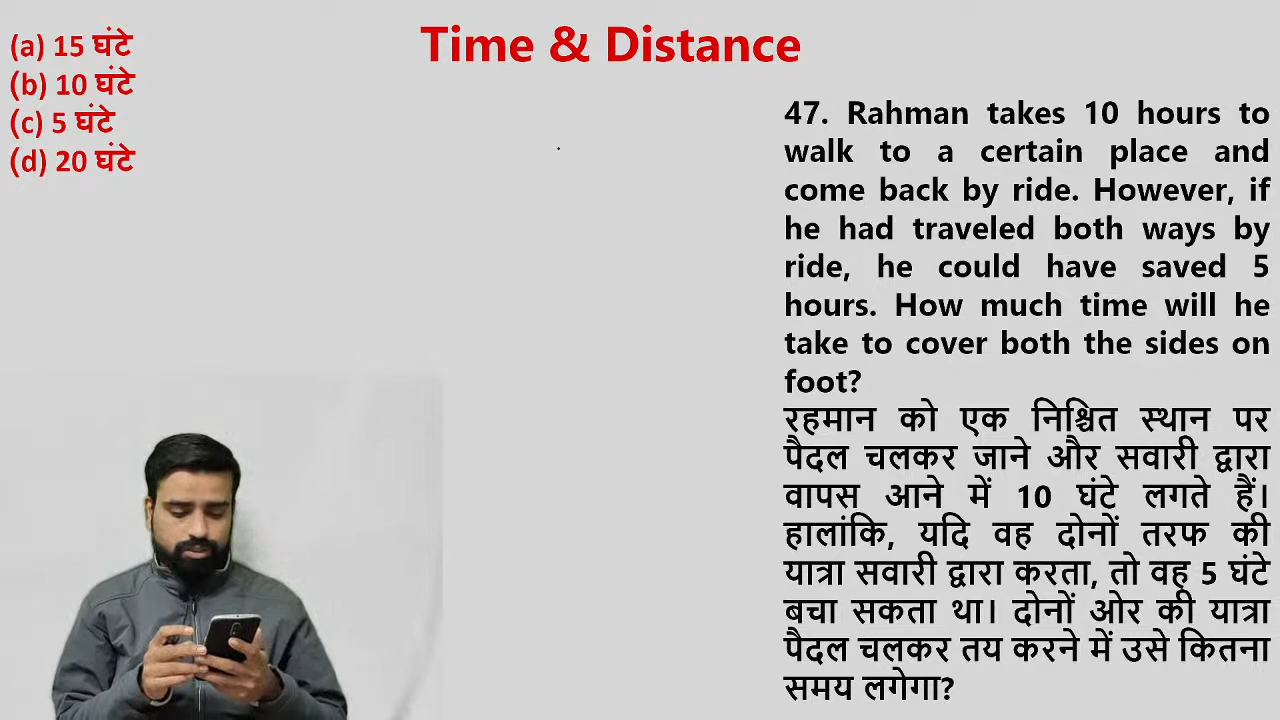 Time & Distance
(a) 15 घंटे
(b) 10 घंटे
(c) 5 घंटे
(d) 20 घंटे
47. Rahman takes 10 hours to
walk to a certain place and
come back by ride. However, if
he had traveled both ways by
ride, he could have saved 5
hours. How much time will he
take to cover both the sides on
foot?
रहमान को एक निश्चित स्थान पर
पैदल चलकर जाने और सवारी द्वारा
वापस आने में 10 घंटे लगते हैं।
हालांकि, यदि वह दोनों तरफ की
यात्रा सवारी द्वारा करता, तो वह 5 घंटे
बचा सकता था। दोनों ओर की यात्रा
पैदल चलकर तय करने में उसे कितना
समय लगेगा?